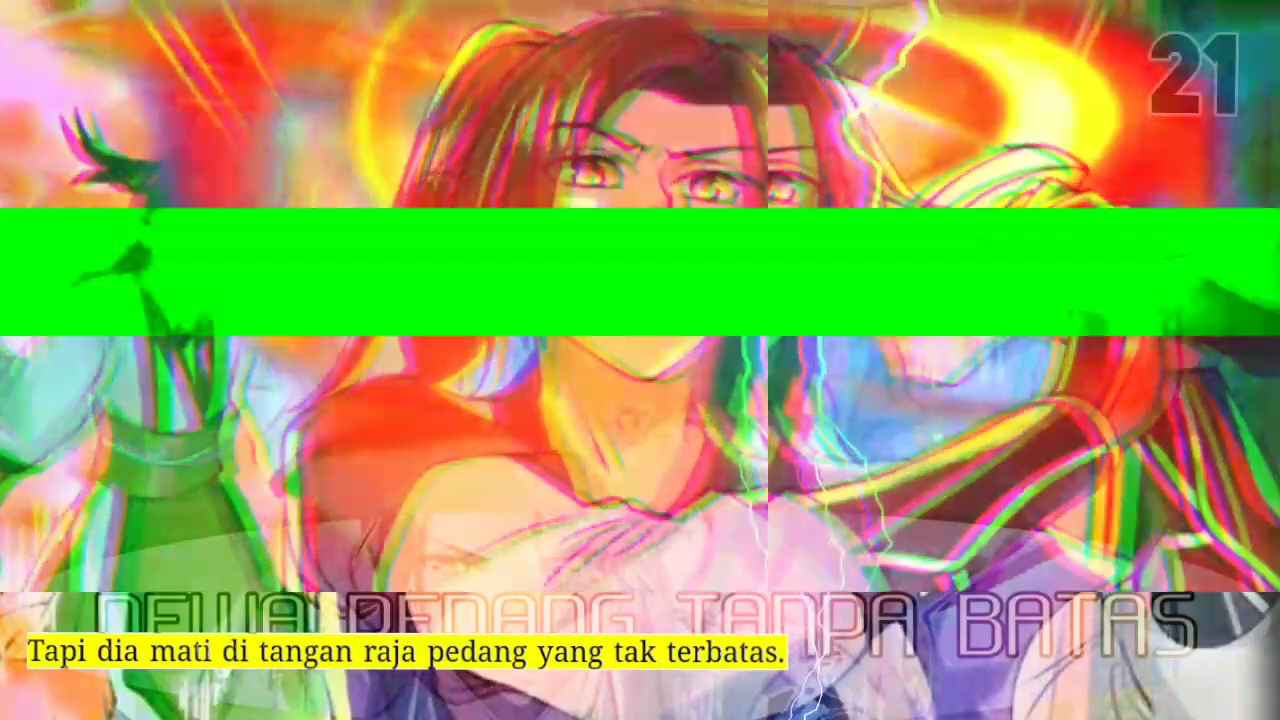 21
DEWA PEDANG TANPA BATAS
Tapi dia mati di tangan raja pedang yang tak terbatas.